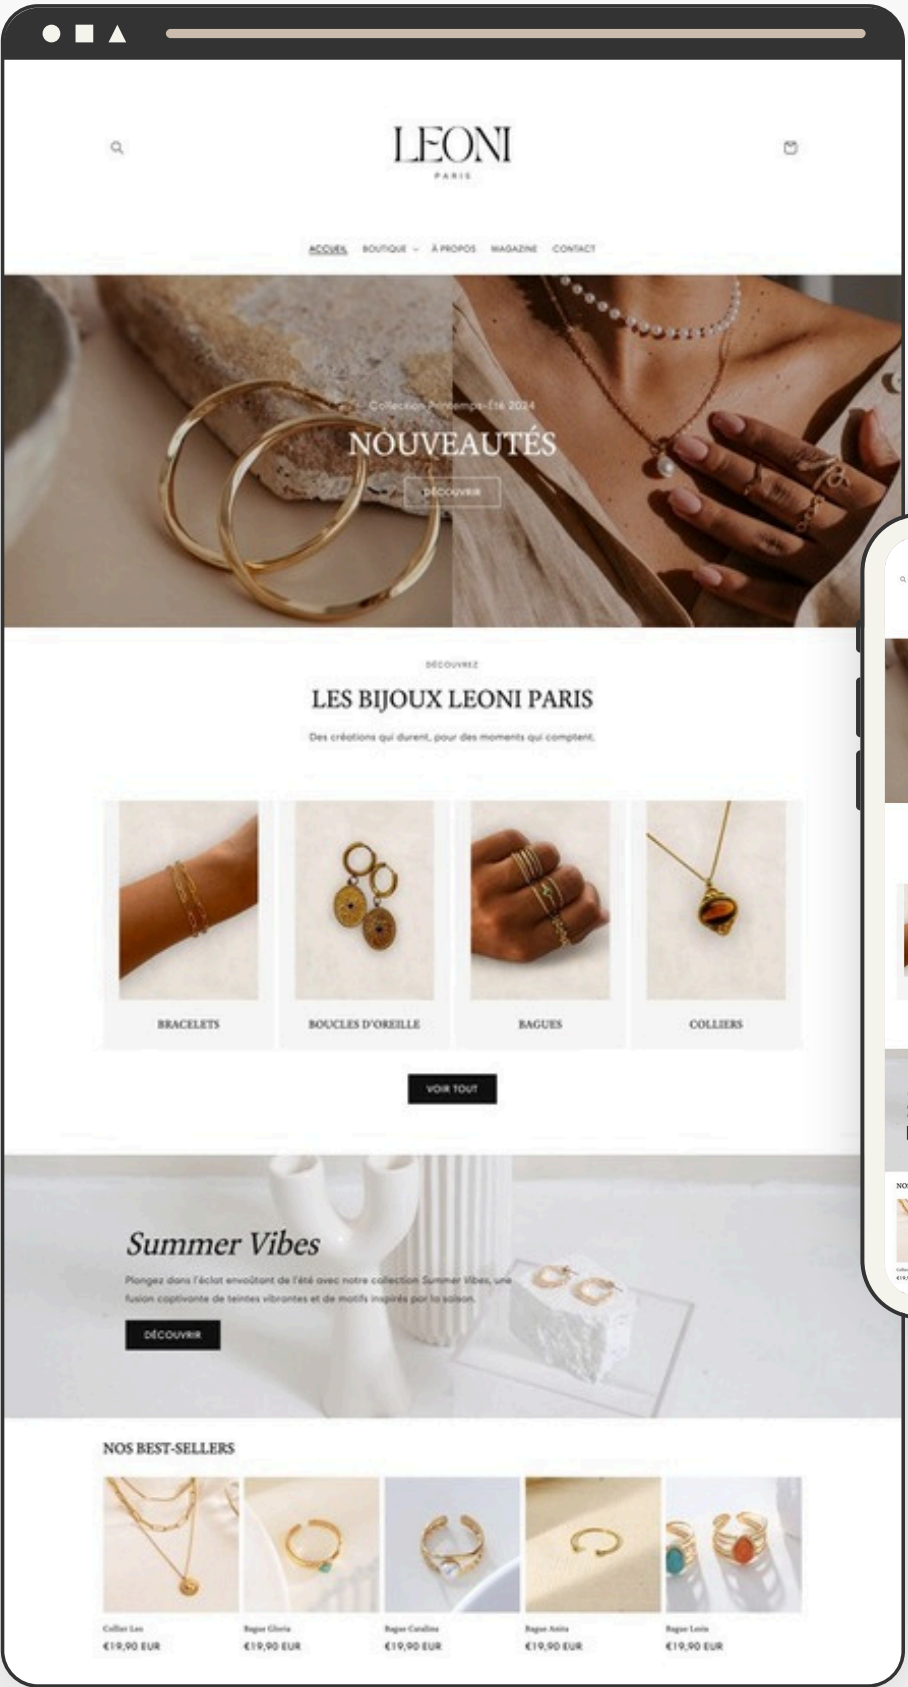 LEONI
PARIS
ACCUEIL BOUTIQUE À PROPOS MAGAZINE CONTACT
Collection Printemps-Été 2024
NOUVEAUTÉS
DÉCOUVRIR
DÉCOUVREZ
LES BIJOUX LEONI PARIS
Des créations qui durent, pour des moments qui comptent.
BRACELETS BOUCLES D'OREILLE BAGUES COLLIERS
VOIR TOUT
Summer Vibes
Plongez dans l'éclat envoûtant de l'été avec notre collection Summer Vibes, une
fusion captivante de teintes vibrantes et de motifs inspirés par la saison.
DÉCOUVRIR
NOS BEST-SELLERS
Collier Leo Bague Gloria Bague Catalina Bague Anita Bague Lesia
€19,90 EUR €19,90 EUR €19,90 EUR €19,90 EUR €19,90 EUR